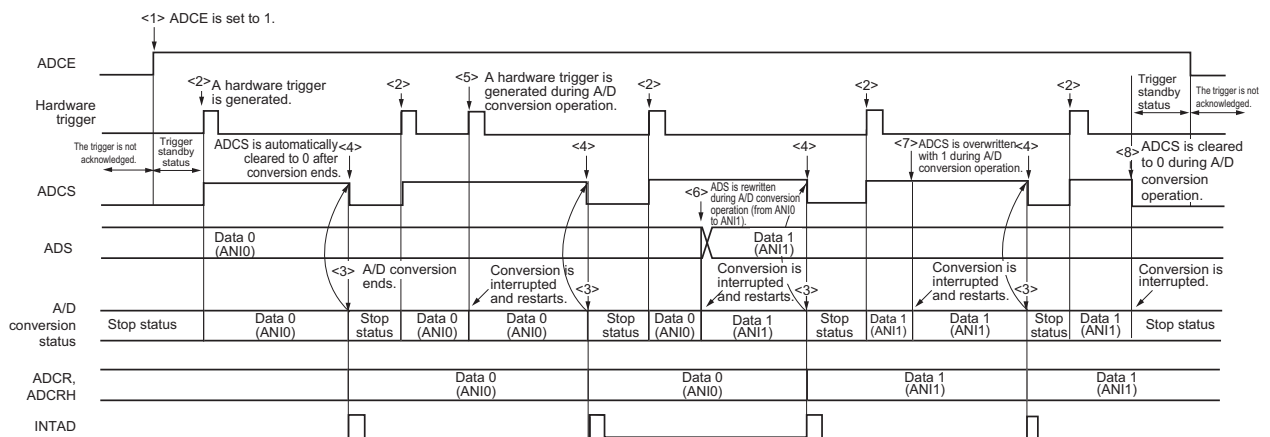 <1> ADCE is set to 1.
ADCE
<2> A hardware trigger
is generated.
<2>
<5> A hardware trigger is
generated during A/D
conversion operation.
<2>
<2>
<2>
Trigger
standby
status
The trigger is not
acknowledged.
Hardware
trigger
The trigger is not
acknowledged.
Trigger
standby
status
ADCS is automatically
cleared to 0 after
conversion ends.
<4>
<4>
<4>
<7> ADCS is overwritten
with 1 during A/D
conversion operation.
<4>
<8> ADCS is cleared
to 0 during A/D
conversion
operation.
ADCS
<6> ADS is rewritten
during A/D conversion
operation (from ANI0
to ANI1).
ADS
Data 0
(ANI0)
Data 1
(ANI1)
<3> A/D conversion
ends.
Conversion is
interrupted
and restarts.
<3>
Conversion is
interrupted
and restarts.
<3>
Conversion is
interrupted
and restarts.
<3>
Conversion is
interrupted.
A/D
conversion
status
Stop status
Data 0
(ANI0)
Stop
status
Data 0
(ANI0)
Data 0
(ANI0)
Stop
status
Data 0
(ANI0)
Data 1
(ANI1)
Stop
status
Data 1
(ANI1)
Data 1
(ANI1)
Stop
status
Data 1
(ANI1)
Stop status
ADCR,
ADCRH
Data 0
(ANI0)
Data 0
(ANI0)
Data 1
(ANI1)
Data 1
(ANI1)
INTAD